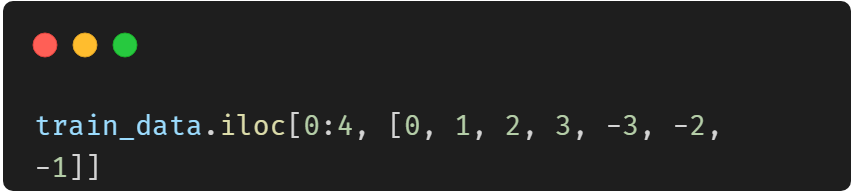 train_data.iloc[0:4, [0, 1, 2, 3, -3, -2,
-1]]